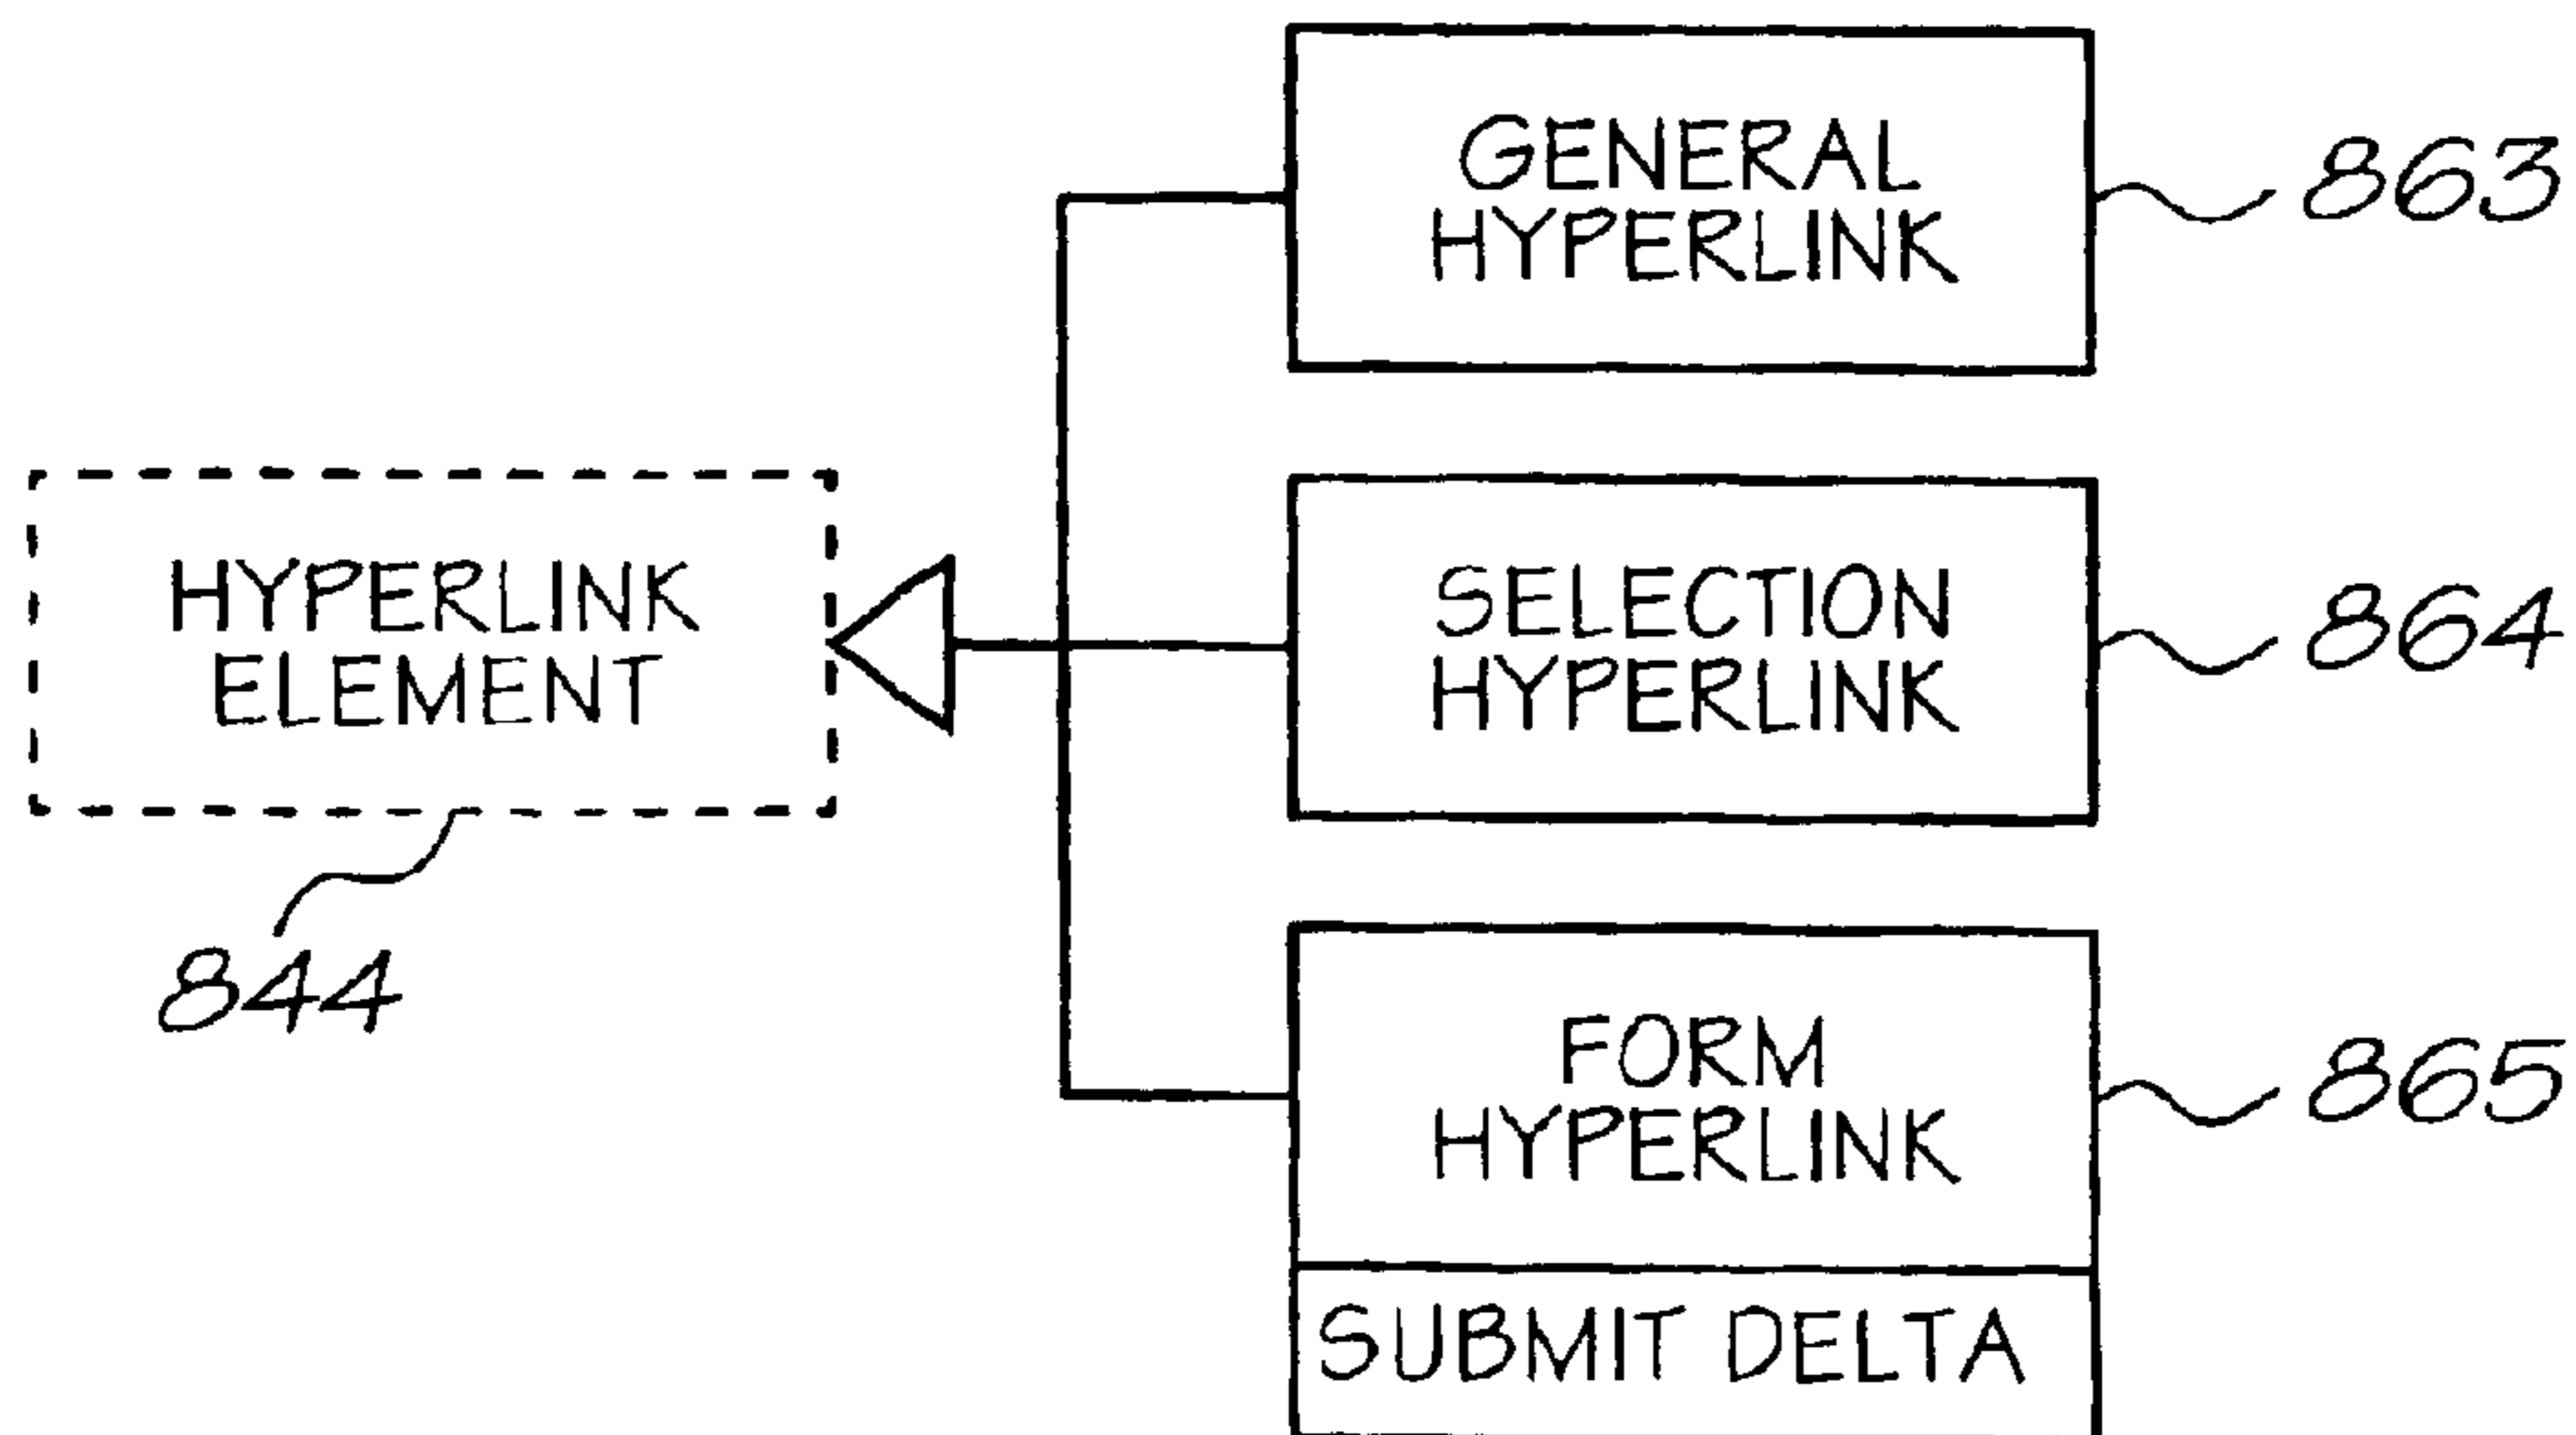 GENERAL
HYPERLINK
863
HYPERLINK
ELEMENT
844
SELECTION
HYPERLINK
864
FORM
HYPERLINK
865
SUBMIT DELTA